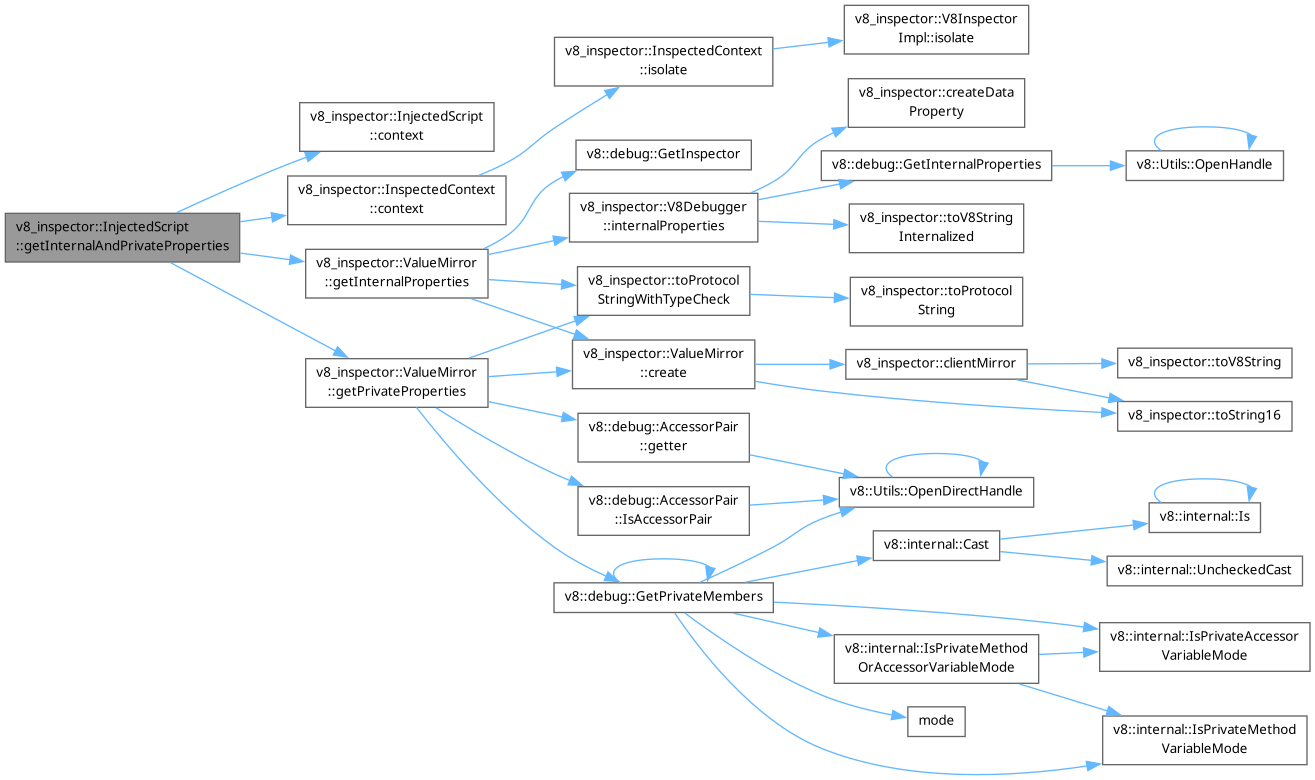 v8_inspector::InjectedScript
::getInternalAndPrivateProperties
v8_inspector::InjectedScript
::context
v8_inspector::InspectedContext
::context
v8_inspector::ValueMirror
::getInternalProperties
v8_inspector::ValueMirror
::getPrivateProperties
v8_inspector::InspectedContext
::isolate
v8::debug::GetInspector
v8_inspector::V8Debugger
::internalProperties
v8_inspector::toProtocol
StringWithTypeCheck
v8_inspector::ValueMirror
::create
v8::debug::AccessorPair
::getter
v8::debug::AccessorPair
::IsAccessorPair
v8::debug::GetPrivateMembers
v8_inspector::V8Inspector
Impl::isolate
v8_inspector::createData
Property
v8::debug::GetInternalProperties
v8_inspector::toV8String
Internalized
v8_inspector::toProtocol
String
v8_inspector::clientMirror
v8::Utils::OpenDirectHandle
v8::internal::Cast
v8::internal::IsPrivateMethod
OrAccessorVariableMode
mode
v8::Utils::OpenHandle
v8_inspector::toV8String
v8_inspector::toString16
v8::internal::Is
v8::internal::UncheckedCast
v8::internal::IsPrivateAccessor
VariableMode
v8::internal::IsPrivateMethod
VariableMode